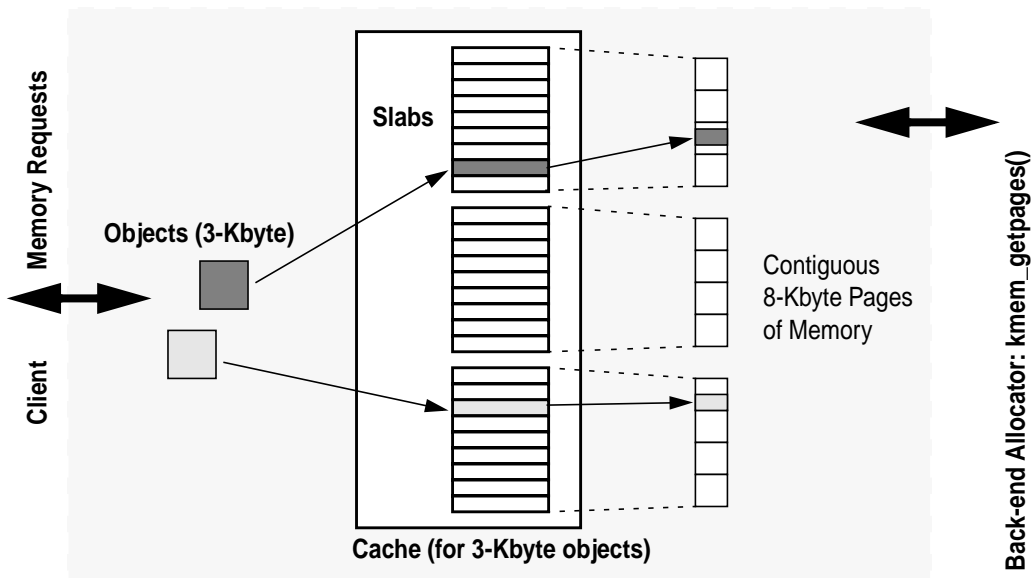 Memory Requests
Client
Slabs
Objects (3-Kbyte)
Contiguous
8-Kbyte Pages
of Memory
Cache (for 3-Kbyte objects)
Back-end Allocator: kmem_getpages()